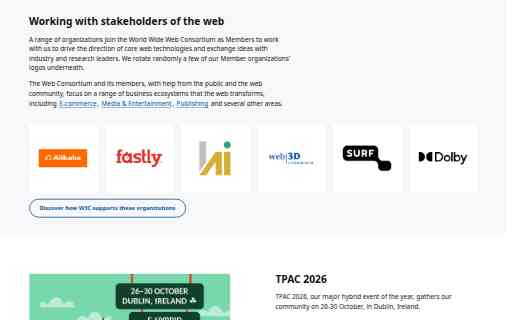 Working with stakeholders of the web
A range of organizations join the World Wide Web Consortium as Members to work
with us to drive the direction of core web technologies and exchange ideas with
industry and research leaders. We rotate randomly a few of our Member organizations'
logos underneath.
The Web Consortium and its members, with help from the public and the web
community, focus on a range of business ecosystems that the web transforms,
including E-commerce, Media & Entertainment, Publishing and several other areas.
Alibaba
fastly
web|3D
SURF
Dolby
Discover how W3C supports these organizations
26–30 OCTOBER
DUBLIN, IRELAND
TPAC 2026
TPAC 2026, our major hybrid event of the year, gathers our
community on 26-30 October, in Dublin, Ireland.